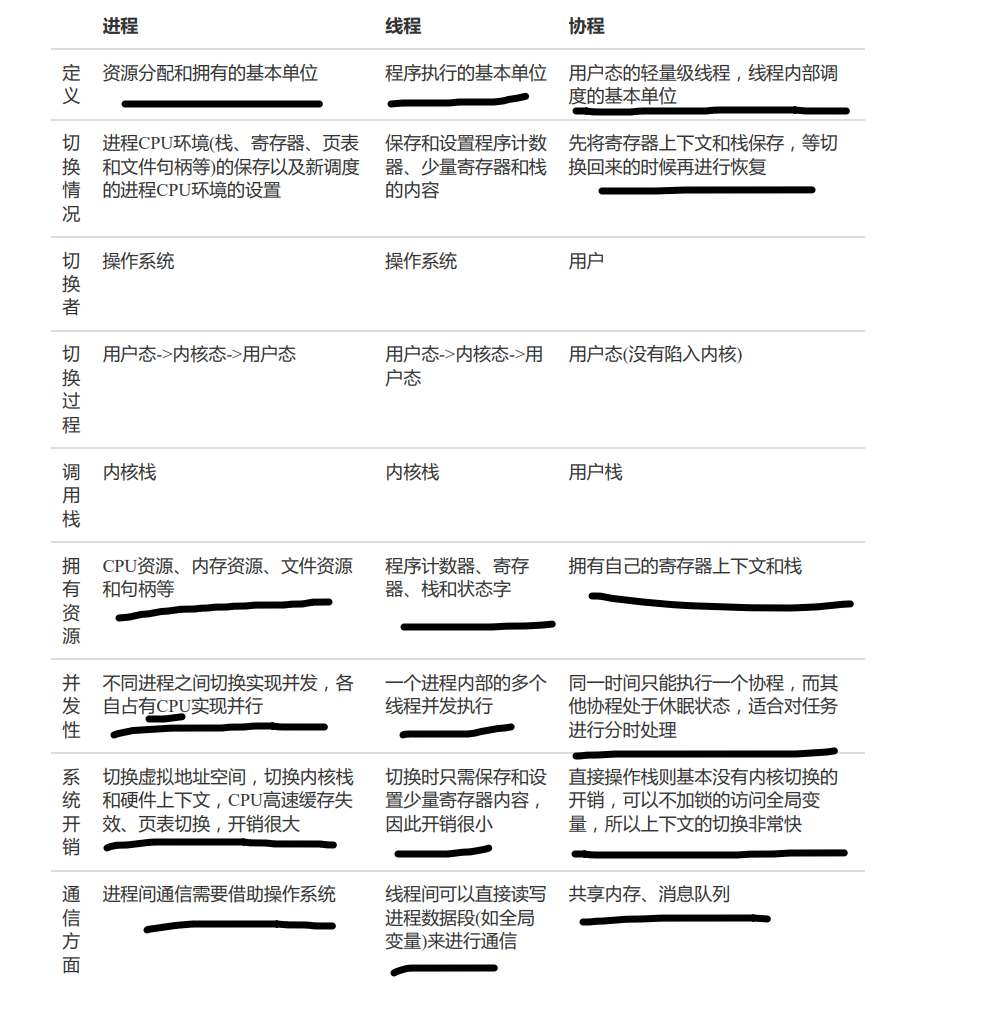 进程 线程 协程
定义 资源分配和拥有的基本单位 程序执行的基本单位 用户态的轻量级线程，线程内部调
度的基本单位
切换情况 进程CPU环境(栈、寄存器、页表 保存和设置程序计数 先将寄存器上下文和栈保存，等切
和文件句柄等)的保存以及新调度 器、少量寄存器和栈 换回来的时候再进行恢复
的进程CPU环境的设置 的内容
切换者 操作系统 操作系统 用户
切换过程 用户态->内核态->用户态 用户态->内核态->用 用户态(没有陷入内核)
户态
调用栈 内核栈 内核栈 用户栈
拥有资源 CPU资源、内存资源、文件资源 程序计数器、寄存 拥有自己的寄存器上下文和栈
和句柄等 器、栈和状态字
并发性 不同进程之间切换实现并发，各 一个进程内部的多个 同一时间只能执行一个协程，而其
自占有CPU实现并行 线程并发执行 他协程处于休眠状态，适合对任务
进行分时处理
系统开销 切换虚拟地址空间，切换内核栈 切换时只需保存和设 直接操作栈则基本没有内核切换的
和硬件上下文，CPU高速缓存失 置少量寄存器内容， 开销，可以不加锁的访问全局变
效、页表切换，开销很大 因此开销很小 量，所以上下文的切换非常快
通信方面 进程间通信需要借助操作系统 线程间可以直接读写 共享内存、消息队列
进程数据段(如全局
变量)来进行通信